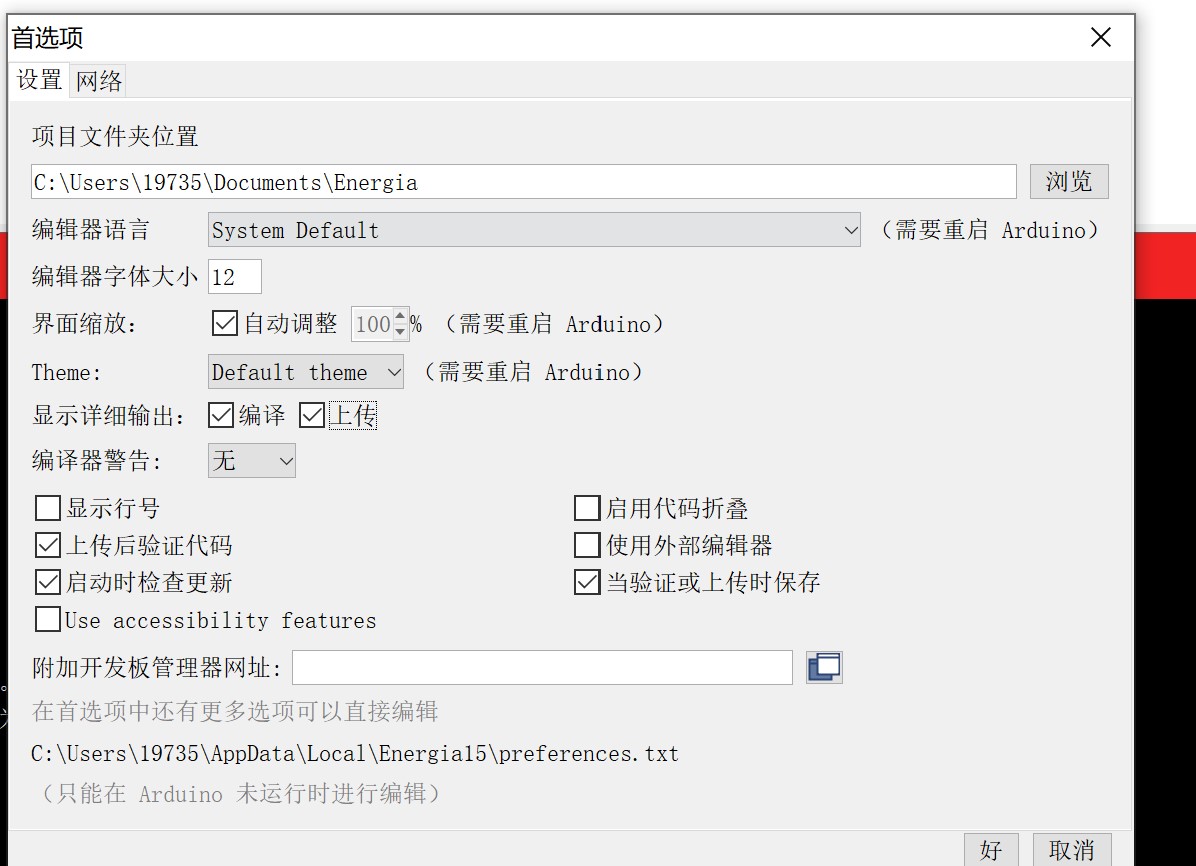 首选项
设置 网络
项目文件夹位置
C:\Users\19735\Documents\Energia 浏览
编辑器语言 System Default （需要重启 Arduino）
编辑器字体大小 12
界面缩放： 自动调整 100 % （需要重启 Arduino）
Theme: Default theme （需要重启 Arduino）
显示详细输出： 编译 上传
编译器警告: 无
显示行号 启用代码折叠
上传后验证代码 使用外部编辑器
启动时检查更新 当验证或上传时保存
Use accessibility features
附加开发板管理器网址:
在首选项中还有更多选项可以直接编辑
C:\Users\19735\AppData\Local\Energia15\preferences.txt
（只能在 Arduino 未运行时进行编辑）
好 取消